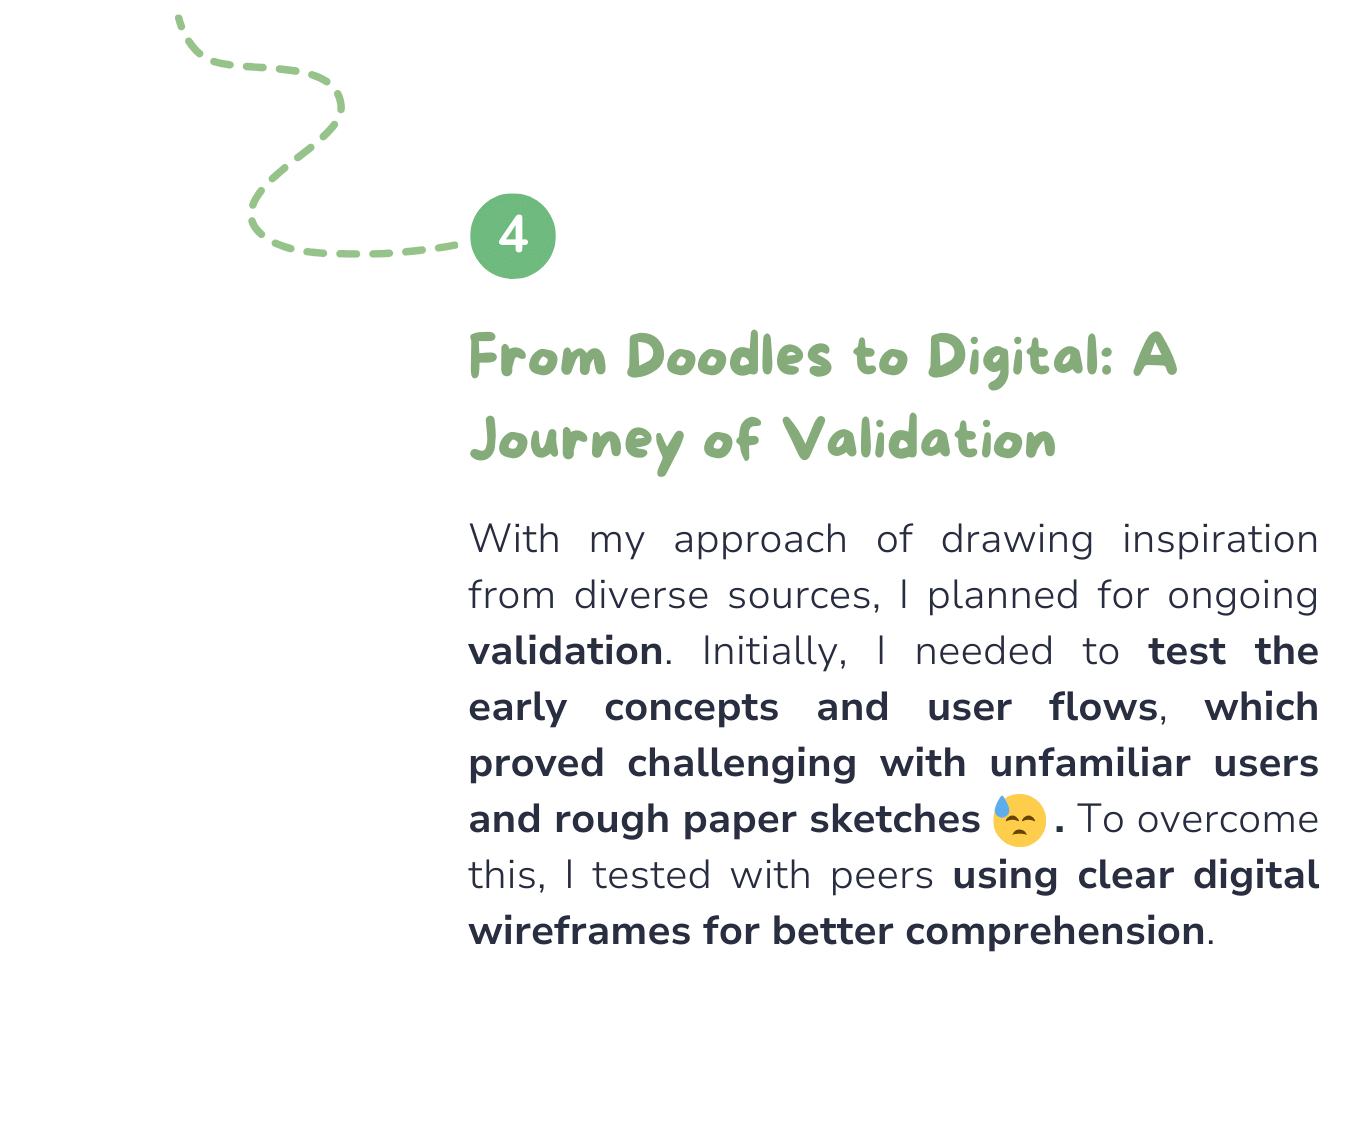 4
From Doodles to Digital: A
Journey of Validation
With my approach of drawing inspiration
from diverse sources, I planned for ongoing
validation. Initially, I needed to test the
early concepts and user flows, which
proved challenging with unfamiliar users
and rough paper sketches 😓. To overcome
this, I tested with peers using clear digital
wireframes for better comprehension.